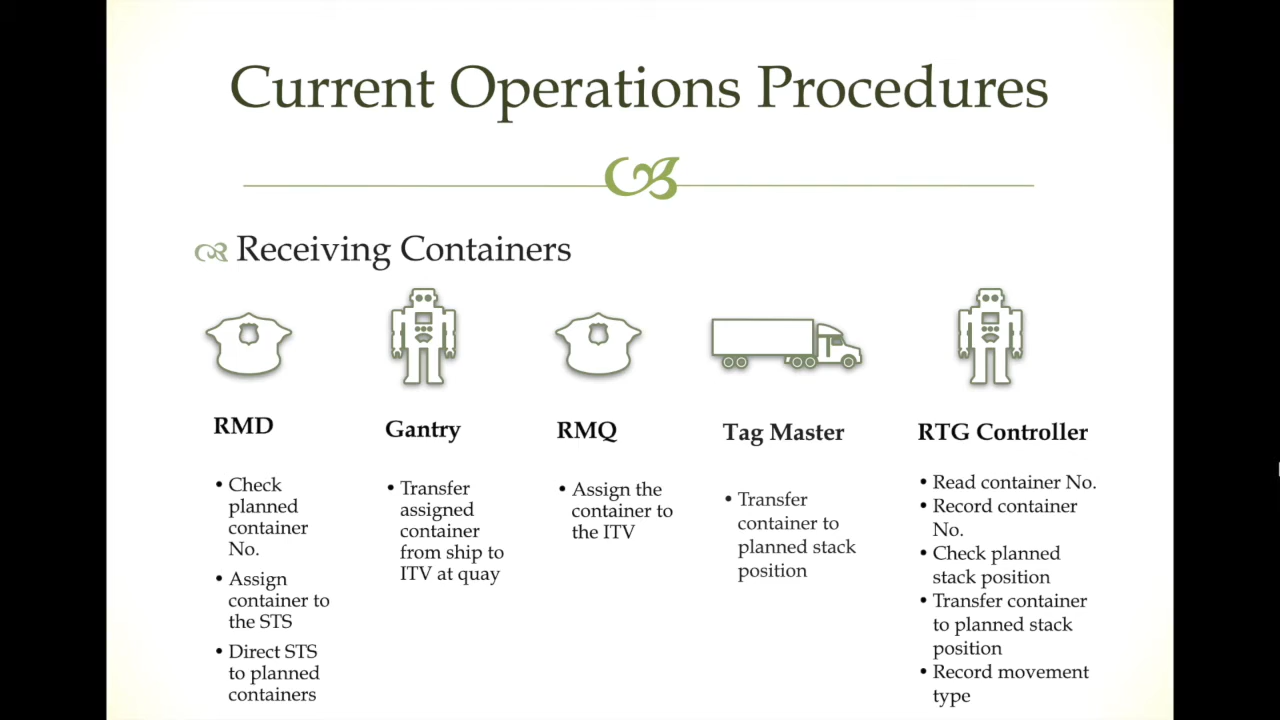 Current Operations Procedures
Receiving Containers
RMD
• Check
planned
container
No.
• Assign
container to
the STS
• Direct STS
to planned
containers
Gantry
• Transfer
assigned
container
from ship to
ITV at quay
RMQ
• Assign the
container to
the ITV
Tag Master
• Transfer
container to
planned stack
position
RTG Controller
• Read container No.
• Record container
No.
• Check planned
stack position
• Transfer container
to planned stack
position
• Record movement
type